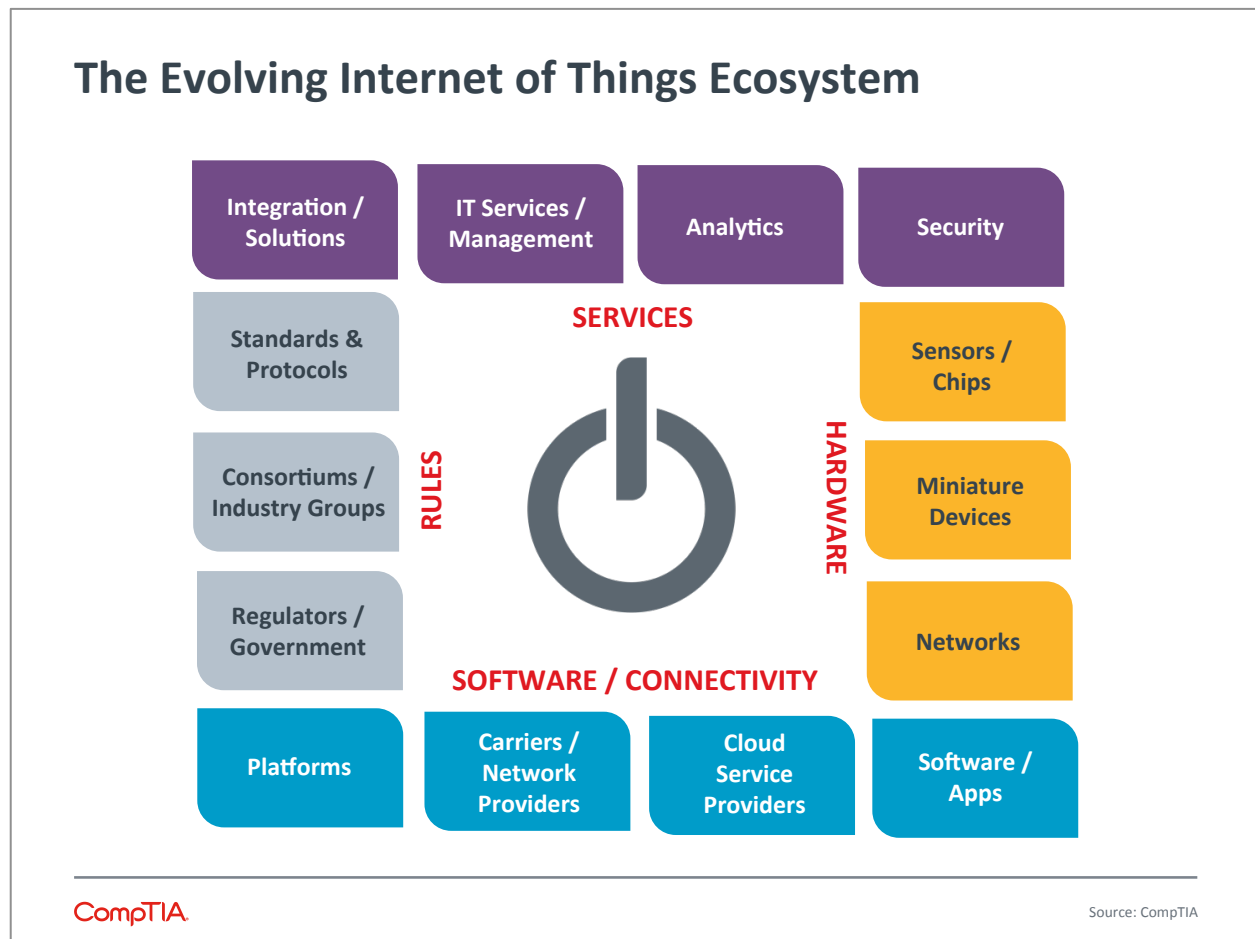 The Evolving Internet of Things Ecosystem
Integration /
Solutions
IT Services /
Management
Analytics
Security
SERVICES
Standards &
Protocols
Sensors /
Chips
RULES
HARDWARE
Consortiums /
Industry Groups
Miniature
Devices
Regulators /
Government
Networks
SOFTWARE / CONNECTIVITY
Platforms
Carriers /
Network
Providers
Cloud
Service
Providers
Software /
Apps
CompTIA.
Source: CompTIA